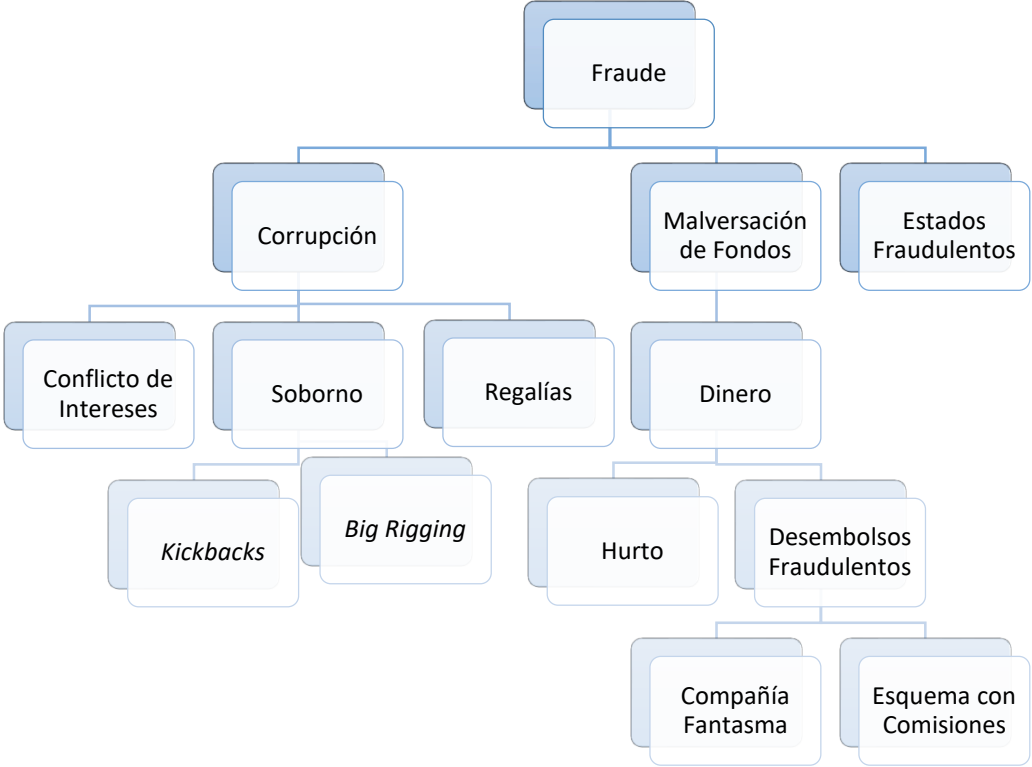 Fraude
Corrupción
Malversación
de Fondos
Estados
Fraudulentos
Conflicto de
Intereses
Soborno
Regalías
Dinero
Kickbacks
Big Rigging
Hurto
Desembolsos
Fraudulentos
Compañía
Fantasma
Esquema con
Comisiones